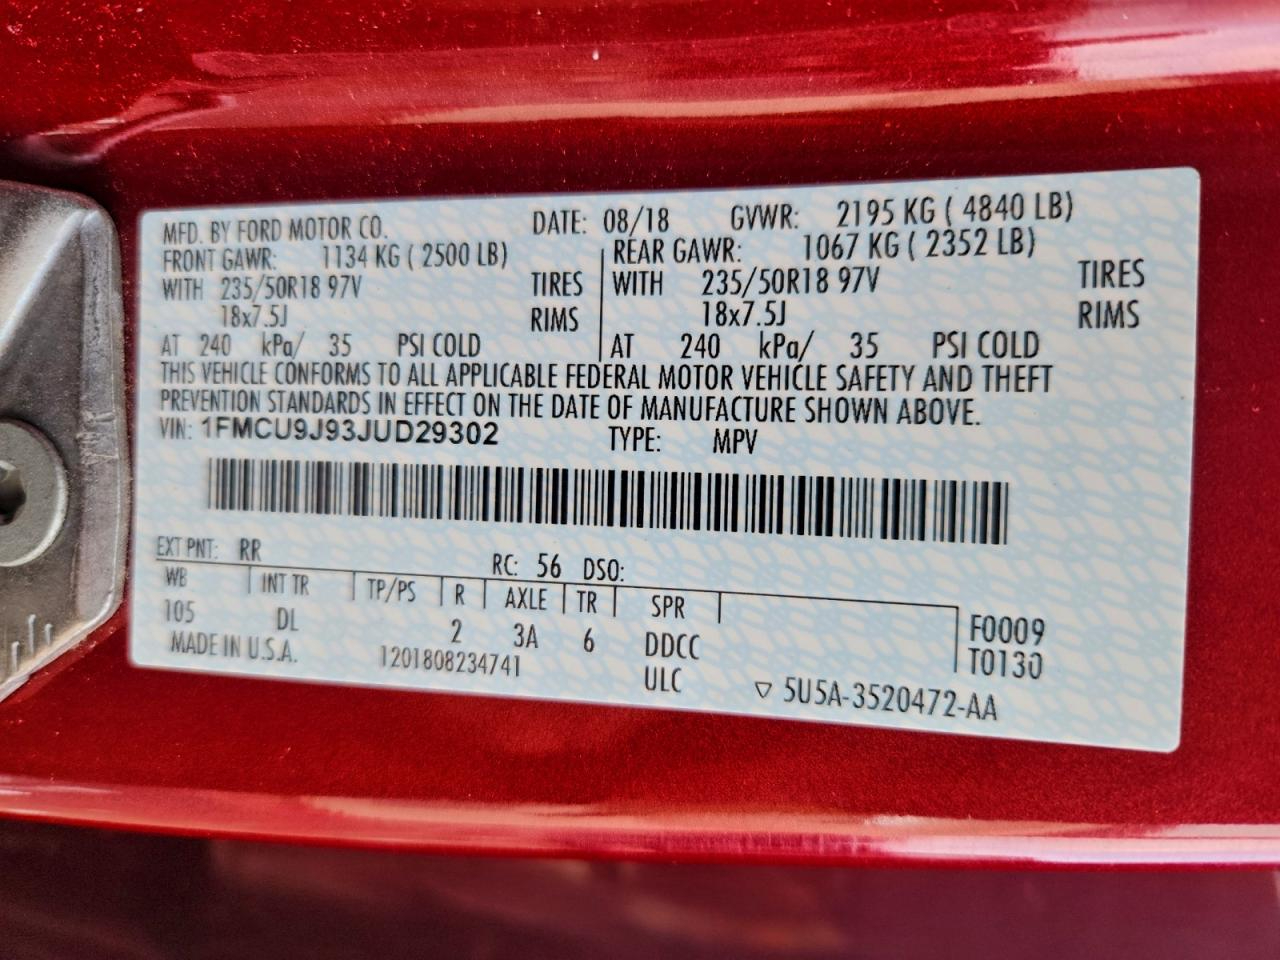 MFD. BY FORD MOTOR CO. DATE: 08/18 GVWR: 2195 KG ( 4840 LB)
FRONT GAWR: 1134 KG ( 2500 LB) REAR GAWR: 1067 KG ( 2352 LB)
WITH 235/50R18 97V TIRES WITH 235/50R18 97V TIRES
18x7.5J RIMS 18x7.5J RIMS
AT 240 kPa/ 35 PSI COLD AT 240 kPa/ 35 PSI COLD
THIS VEHICLE CONFORMS TO ALL APPLICABLE FEDERAL MOTOR VEHICLE SAFETY AND THEFT
PREVENTION STANDARDS IN EFFECT ON THE DATE OF MANUFACTURE SHOWN ABOVE.
VIN: 1FMCU9J93JUD29302 TYPE: MPV
EXT PNT: RR RC: 56 DSO:
WB INT TR TP/PS R AXLE TR SPR
105 DL 2 3A 6 DDCC F0009
MADE IN U.S.A. 1201808234741 ULC T0130
▽ 5U5A-3520472-AA